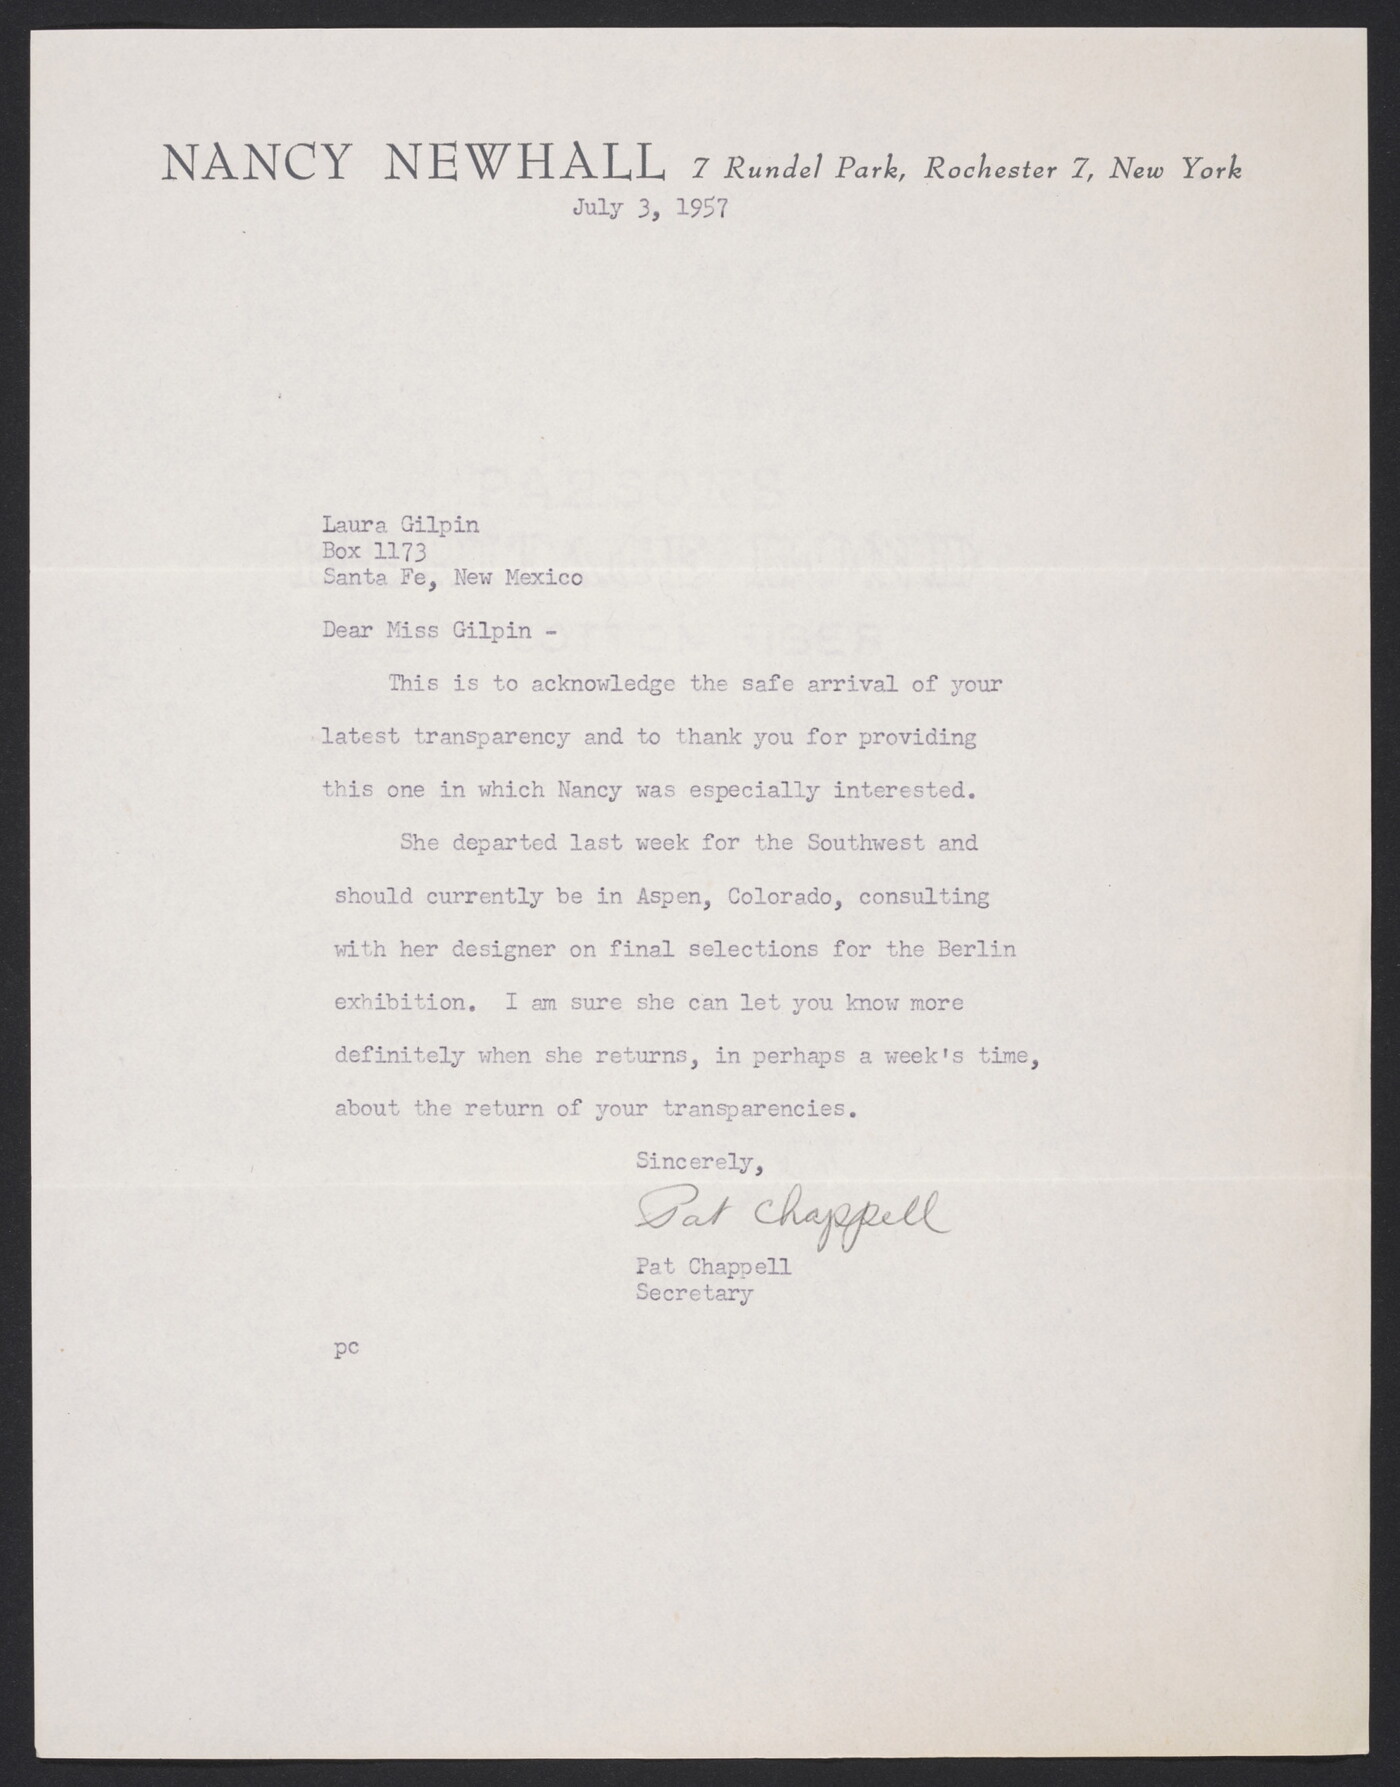 NANCY NEWHALL 7 Rundel Park, Rochester 7, New York
July 3, 1957
Laura Gilpin
Box 1173
Santa Fe, New Mexico
Dear Miss Gilpin -
This is to acknowledge the safe arrival of your
latest transparency and to thank you for providing
this one in which Nancy was especially interested.
She departed last week for the Southwest and
should currently be in Aspen, Colorado, consulting
with her designer on final selections for the Berlin
exhibition. I am sure she can let you know more
definitely when she returns, in perhaps a week's time,
about the return of your transparencies.
Sincerely,
Pat Chappell
Pat Chappell
Secretary
pc